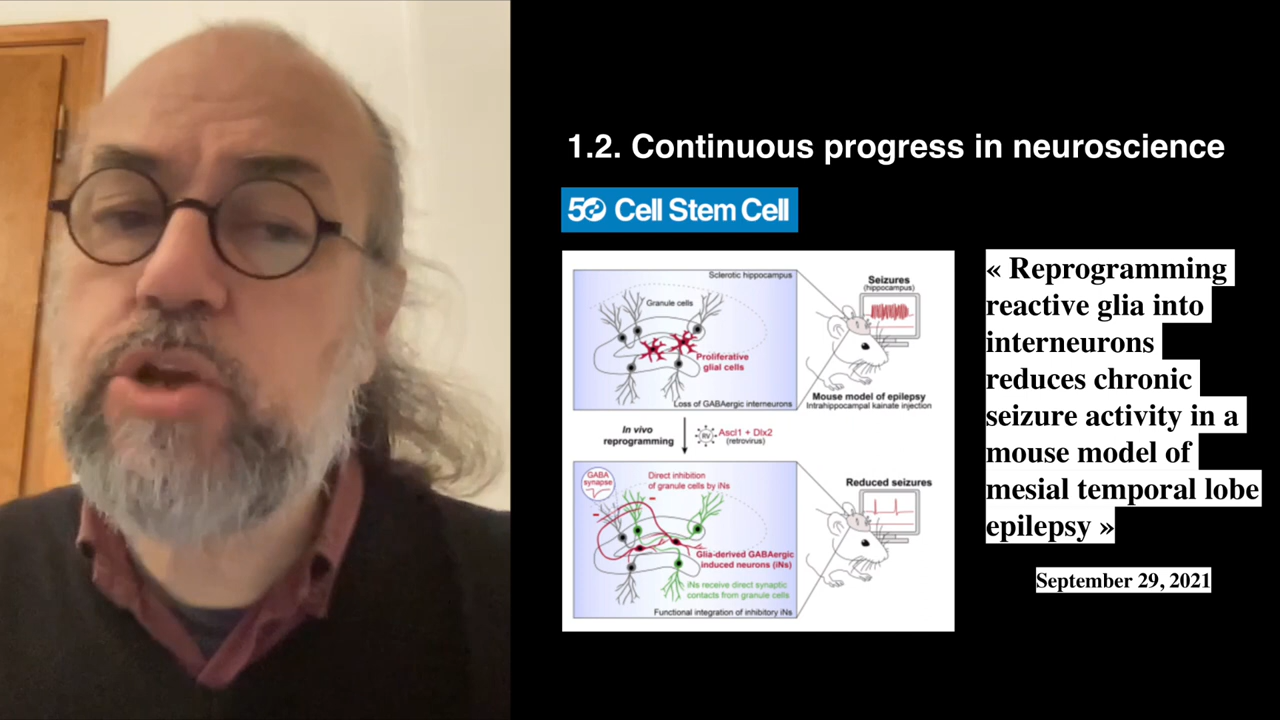 1.2. Continuous progress in neuroscience
50 Cell Stem Cell
Sclerotic hippocampus
Granule cells
Proliferative
glial cells
Loss of GABAergic interneurons
Seizures
(hippocampus)
Mouse model of epilepsy
Intrahippocampal kainate injection
In vivo
reprogramming
RV
Ascl1 + Dlx2
(retrovirus)
GABA
synapse
Direct inhibition
of granule cells by iNs
Glia-derived GABAergic
induced neurons (iNs)
iNs receive direct synaptic
contacts from granule cells
Functional integration of inhibitory iNs
Reduced seizures
« Reprogramming
reactive glia into
interneurons
reduces chronic
seizure activity in a
mouse model of
mesial temporal lobe
epilepsy »
September 29, 2021